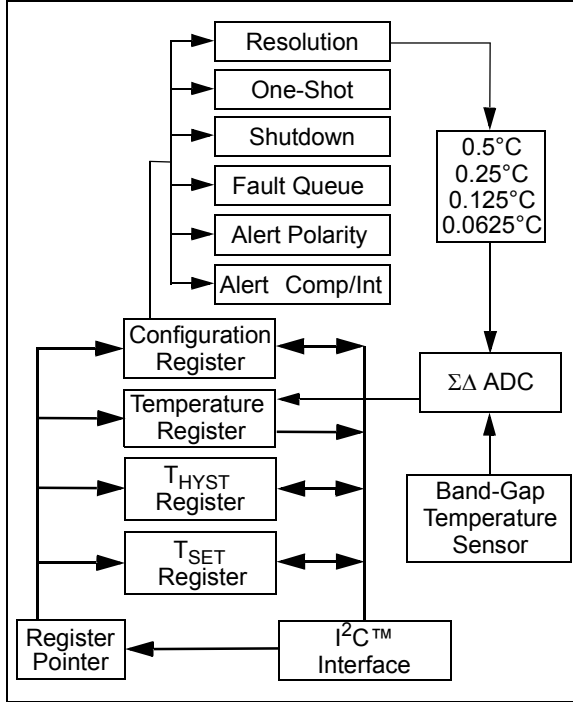 Resolution
One-Shot
Shutdown
Fault Queue
Alert Polarity
Alert Comp/Int
0.5°C
0.25°C
0.125°C
0.0625°C
Configuration
Register
Temperature
Register
THYST
Register
TSET
Register
ΣΔ ADC
Band-Gap
Temperature
Sensor
Register
Pointer
I²C™
Interface